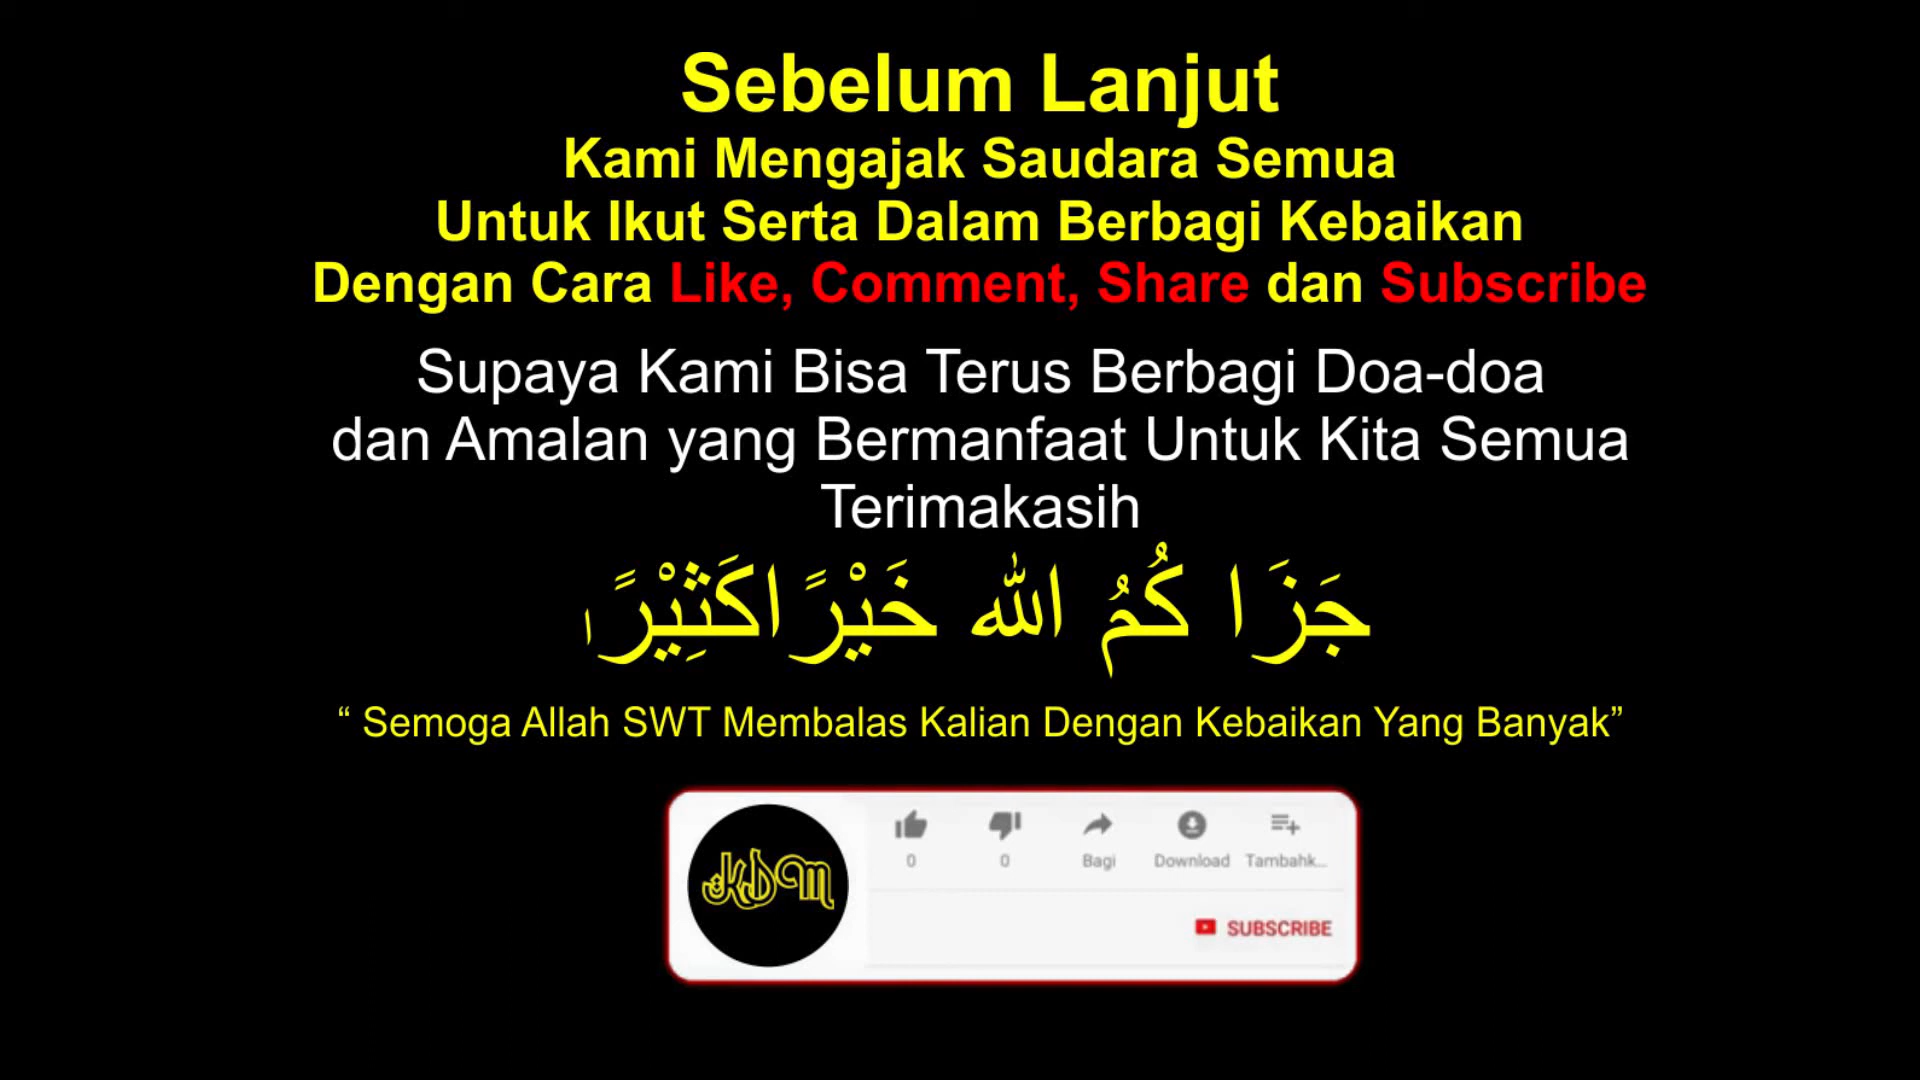 Sebelum Lanjut
Kami Mengajak Saudara Semua
Untuk Ikut Serta Dalam Berbagi Kebaikan
Dengan Cara Like, Comment, Share dan Subscribe
Supaya Kami Bisa Terus Berbagi Doa-doa
dan Amalan yang Bermanfaat Untuk Kita Semua
Terimakasih
جَزَا كُمُ الله خَيْرًاكَثِيْرًا
“ Semoga Allah SWT Membalas Kalian Dengan Kebaikan Yang Banyak”
0 0 Bagi Download Tambahk...
KDM
SUBSCRIBE